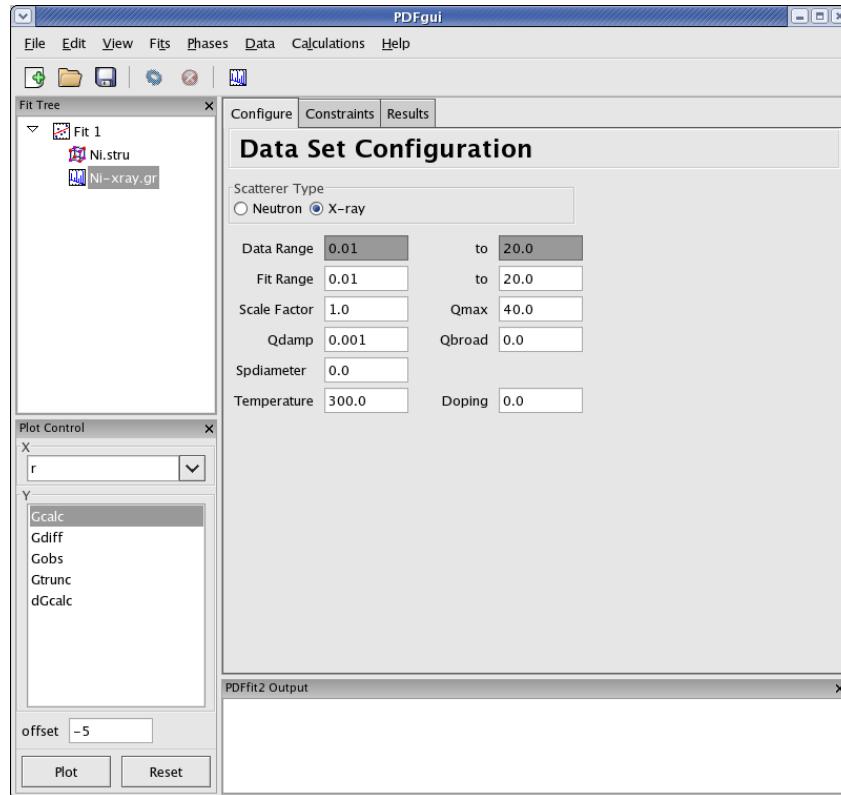 PDFgui
File Edit View Fits Phases Data Calculations Help
Fit Tree
Fit 1
Ni.stru
Ni-xray.gr
Plot Control
X
r
Y
Gcalc
Gdiff
Gobs
Gtrunc
dGcalc
offset -5
Plot Reset
Configure Constraints Results
Data Set Configuration
Scatterer Type
Neutron X-ray
Data Range 0.01 to 20.0
Fit Range 0.01 to 20.0
Scale Factor 1.0 Qmax 40.0
Qdamp 0.001 Qbroad 0.0
Spdiameter 0.0
Temperature 300.0 Doping 0.0
PDFfit2 Output